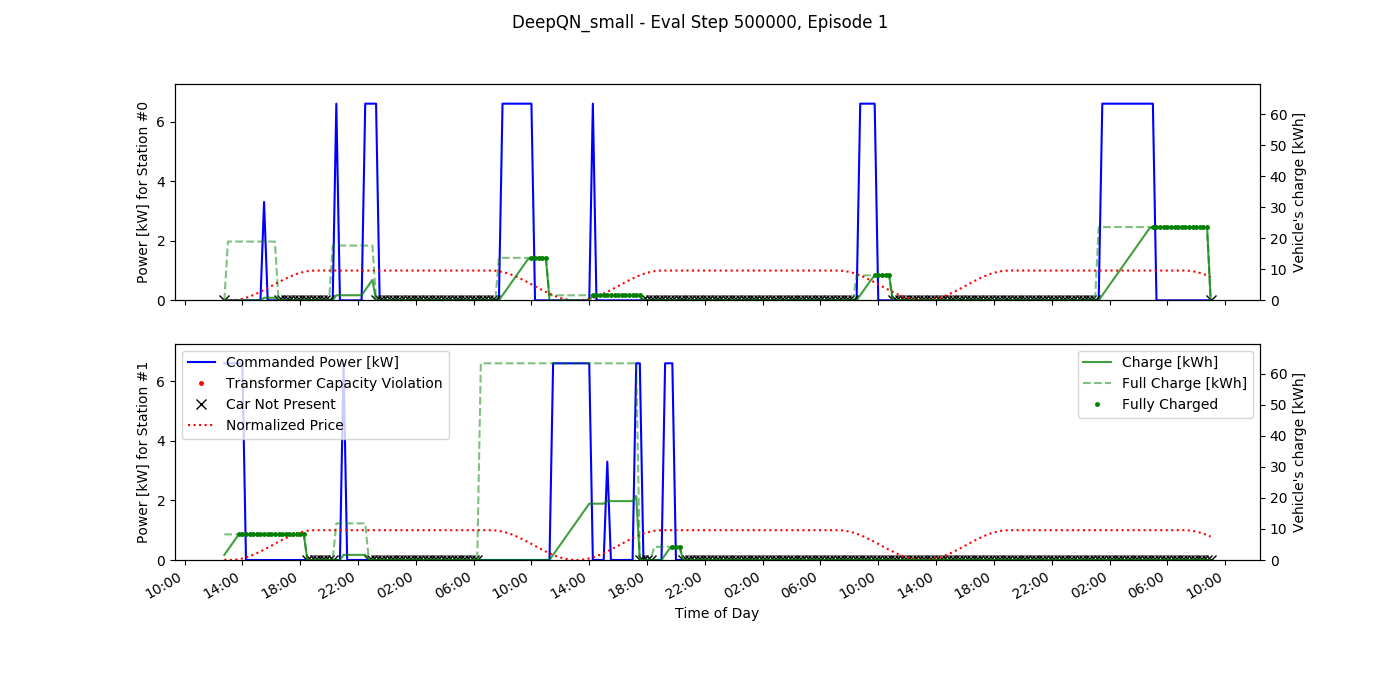 DeepQN_small - Eval Step 500000, Episode 1
Power [kW] for Station #0
6
4
2
0
60
50
40
30
20
10
0
Vehicle's charge [kWh]
Power [kW] for Station #1
6
4
2
0
Commanded Power [kW]
Transformer Capacity Violation
Car Not Present
Normalized Price
Charge [kWh]
Full Charge [kWh]
Fully Charged
60
50
40
30
20
10
0
Vehicle's charge [kWh]
10:00 14:00 18:00 22:00 02:00 06:00 10:00 14:00 18:00 22:00 02:00 06:00 10:00 14:00 18:00 22:00 02:00 06:00 10:00
Time of Day